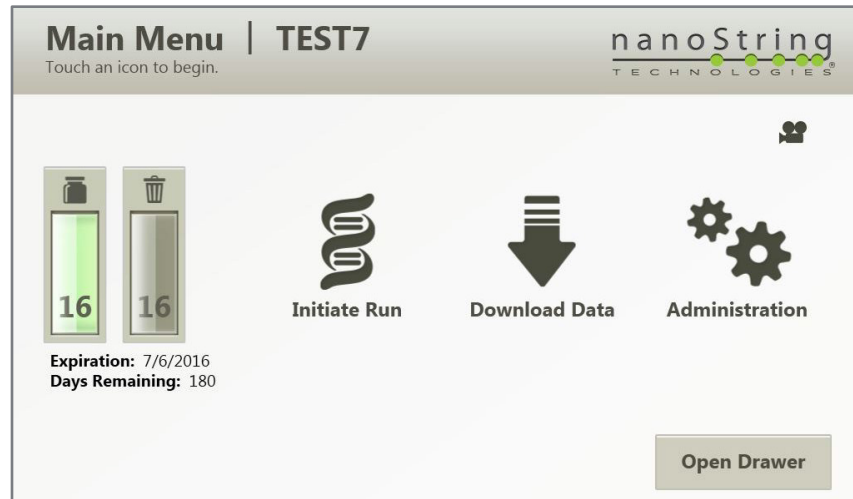 Main Menu | TEST7
Touch an icon to begin.
nanoString®
TECHNOLOGIES
16
16
Expiration: 7/6/2016
Days Remaining: 180
Initiate Run
Download Data
Administration
Open Drawer